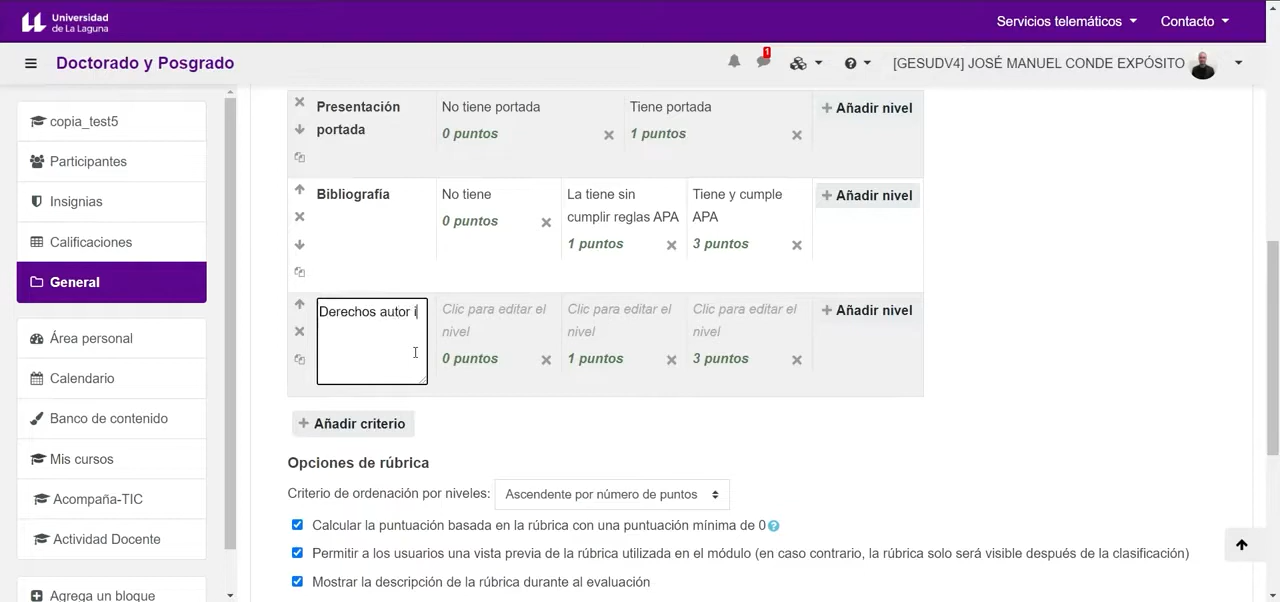 Universidad
de La Laguna
Servicios telemáticos
Contacto
Doctorado y Posgrado
1
[GESUDV4] JOSÉ MANUEL CONDE EXPÓSITO
copia_test5
Participantes
Insignias
Calificaciones
General
Área personal
Calendario
Banco de contenido
Mis cursos
Acompaña-TIC
Actividad Docente
Agrega un bloque
Presentación
portada
No tiene portada
0 puntos
Tiene portada
1 puntos
Añadir nivel
Bibliografía
No tiene
0 puntos
La tiene sin
cumplir reglas APA
1 puntos
Tiene y cumple
APA
3 puntos
Añadir nivel
Derechos autor i
Clic para editar el
nivel
0 puntos
Clic para editar el
nivel
1 puntos
Clic para editar el
nivel
3 puntos
Añadir nivel
Añadir criterio
Opciones de rúbrica
Criterio de ordenación por niveles: Ascendente por número de puntos
Calcular la puntuación basada en la rúbrica con una puntuación mínima de 0
Permitir a los usuarios una vista previa de la rúbrica utilizada en el módulo (en caso contrario, la rúbrica solo será visible después de la clasificación)
Mostrar la descripción de la rúbrica durante al evaluación